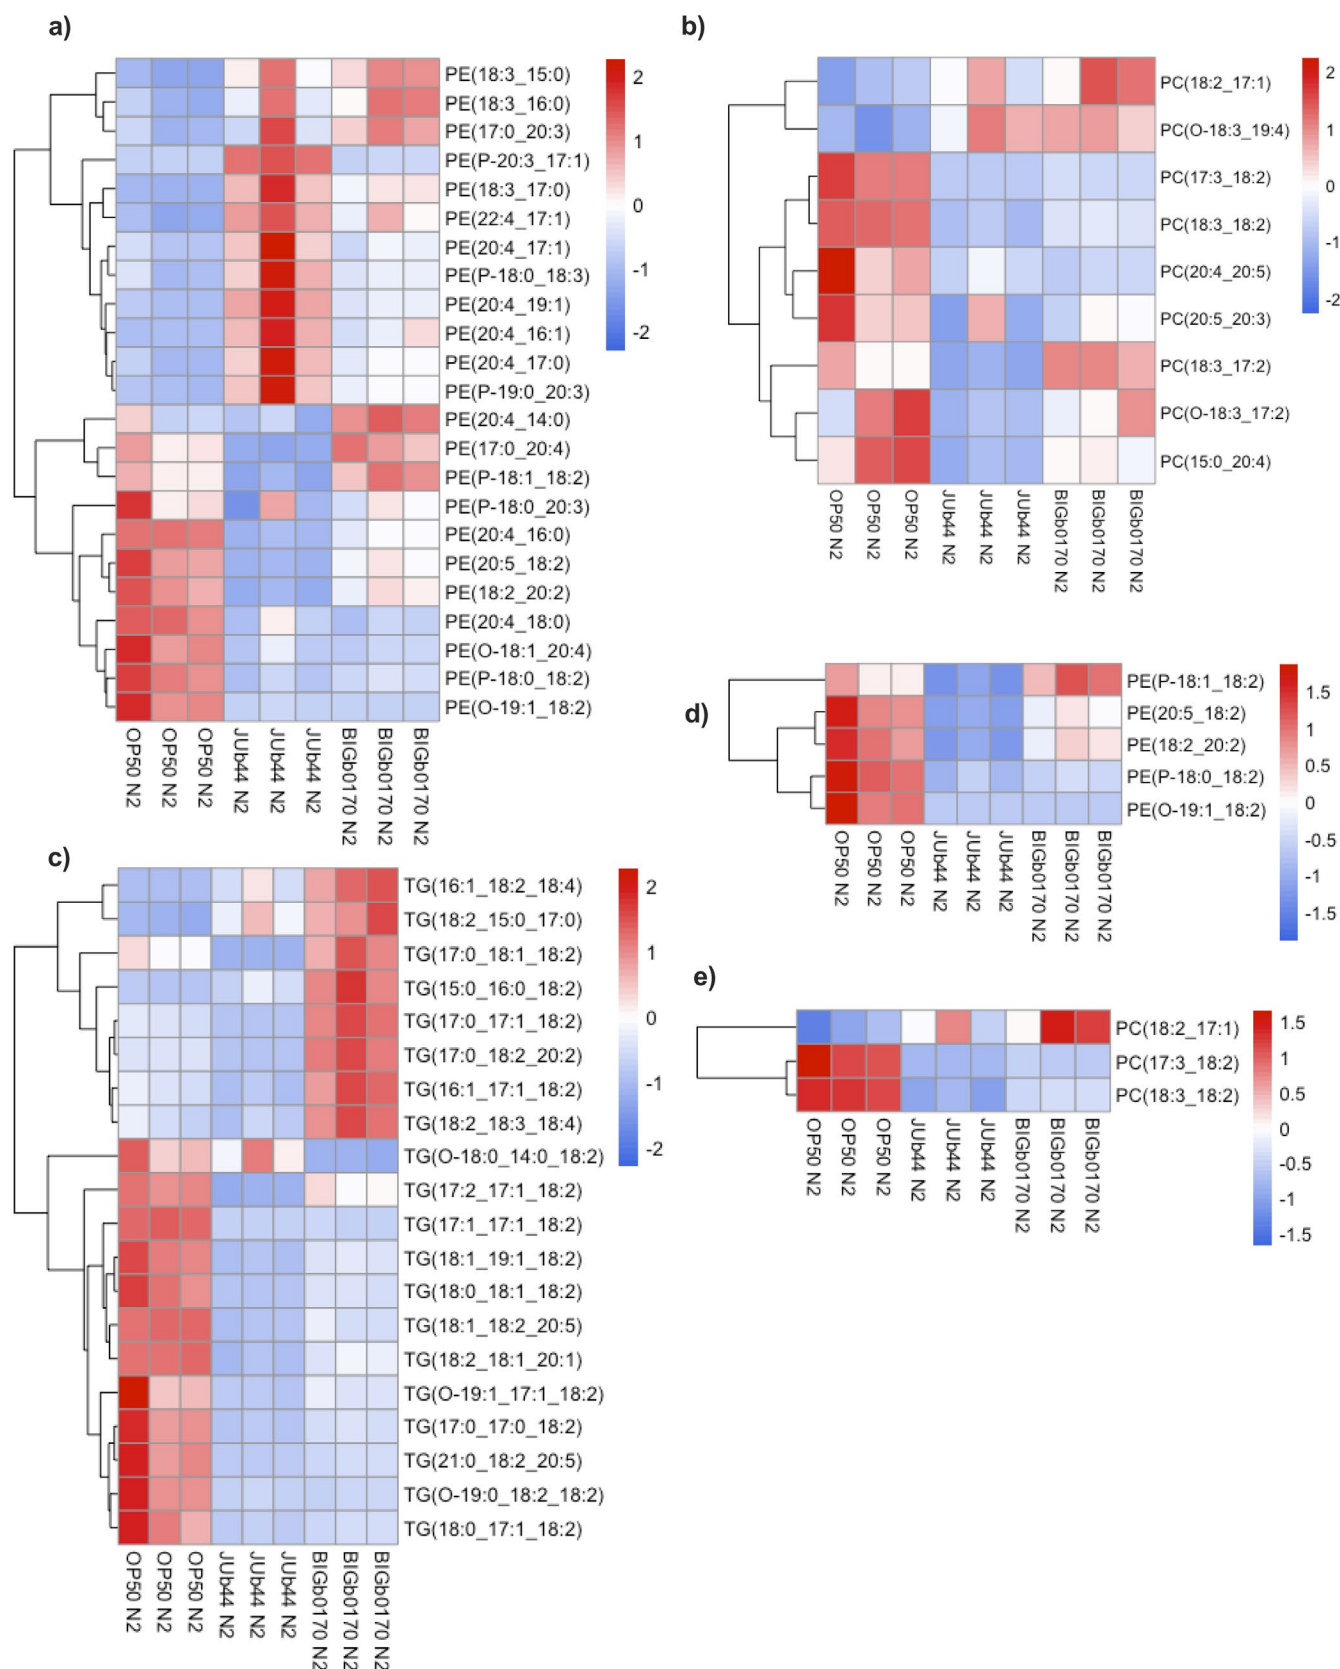 a)
PE(18:3_15:0)
PE(18:3_16:0)
PE(17:0_20:3)
PE(P-20:3_17:1)
PE(18:3_17:0)
PE(22:4_17:1)
PE(20:4_17:1)
PE(P-18:0_18:3)
PE(20:4_19:1)
PE(20:4_16:1)
PE(20:4_17:0)
PE(P-19:0_20:3)
PE(20:4_14:0)
PE(17:0_20:4)
PE(P-18:1_18:2)
PE(P-18:0_20:3)
PE(20:4_16:0)
PE(20:5_18:2)
PE(18:2_20:2)
PE(20:4_18:0)
PE(O-18:1_20:4)
PE(P-18:0_18:2)
PE(O-19:1_18:2)
2
1
0
-1
-2
OP50 N2
OP50 N2
OP50 N2
JUb44 N2
JUb44 N2
JUb44 N2
BIGb0170 N2
BIGb0170 N2
BIGb0170 N2
b)
PC(18:2_17:1)
PC(O-18:3_19:4)
PC(17:3_18:2)
PC(18:3_18:2)
PC(20:4_20:5)
PC(20:5_20:3)
PC(18:3_17:2)
PC(O-18:3_17:2)
PC(15:0_20:4)
2
1
0
-1
-2
OP50 N2
OP50 N2
OP50 N2
JUb44 N2
JUb44 N2
JUb44 N2
BIGb0170 N2
BIGb0170 N2
BIGb0170 N2
c)
TG(16:1_18:2_18:4)
TG(18:2_15:0_17:0)
TG(17:0_18:1_18:2)
TG(15:0_16:0_18:2)
TG(17:0_17:1_18:2)
TG(17:0_18:2_20:2)
TG(16:1_17:1_18:2)
TG(18:2_18:3_18:4)
TG(O-18:0_14:0_18:2)
TG(17:2_17:1_18:2)
TG(17:1_17:1_18:2)
TG(18:1_19:1_18:2)
TG(18:0_18:1_18:2)
TG(18:1_18:2_20:5)
TG(18:2_18:1_20:1)
TG(O-19:1_17:1_18:2)
TG(17:0_17:0_18:2)
TG(21:0_18:2_20:5)
TG(O-19:0_18:2_18:2)
TG(18:0_17:1_18:2)
2
1
0
-1
-2
OP50 N2
OP50 N2
OP50 N2
JUb44 N2
JUb44 N2
JUb44 N2
BIGb0170 N2
BIGb0170 N2
BIGb0170 N2
d)
PE(P-18:1_18:2)
PE(20:5_18:2)
PE(18:2_20:2)
PE(P-18:0_18:2)
PE(O-19:1_18:2)
1.5
1
0.5
0
-0.5
-1
-1.5
OP50 N2
OP50 N2
OP50 N2
JUb44 N2
JUb44 N2
JUb44 N2
BIGb0170 N2
BIGb0170 N2
BIGb0170 N2
e)
PC(18:2_17:1)
PC(17:3_18:2)
PC(18:3_18:2)
1.5
1
0.5
0
-0.5
-1
-1.5
OP50 N2
OP50 N2
OP50 N2
JUb44 N2
JUb44 N2
JUb44 N2
BIGb0170 N2
BIGb0170 N2
BIGb0170 N2